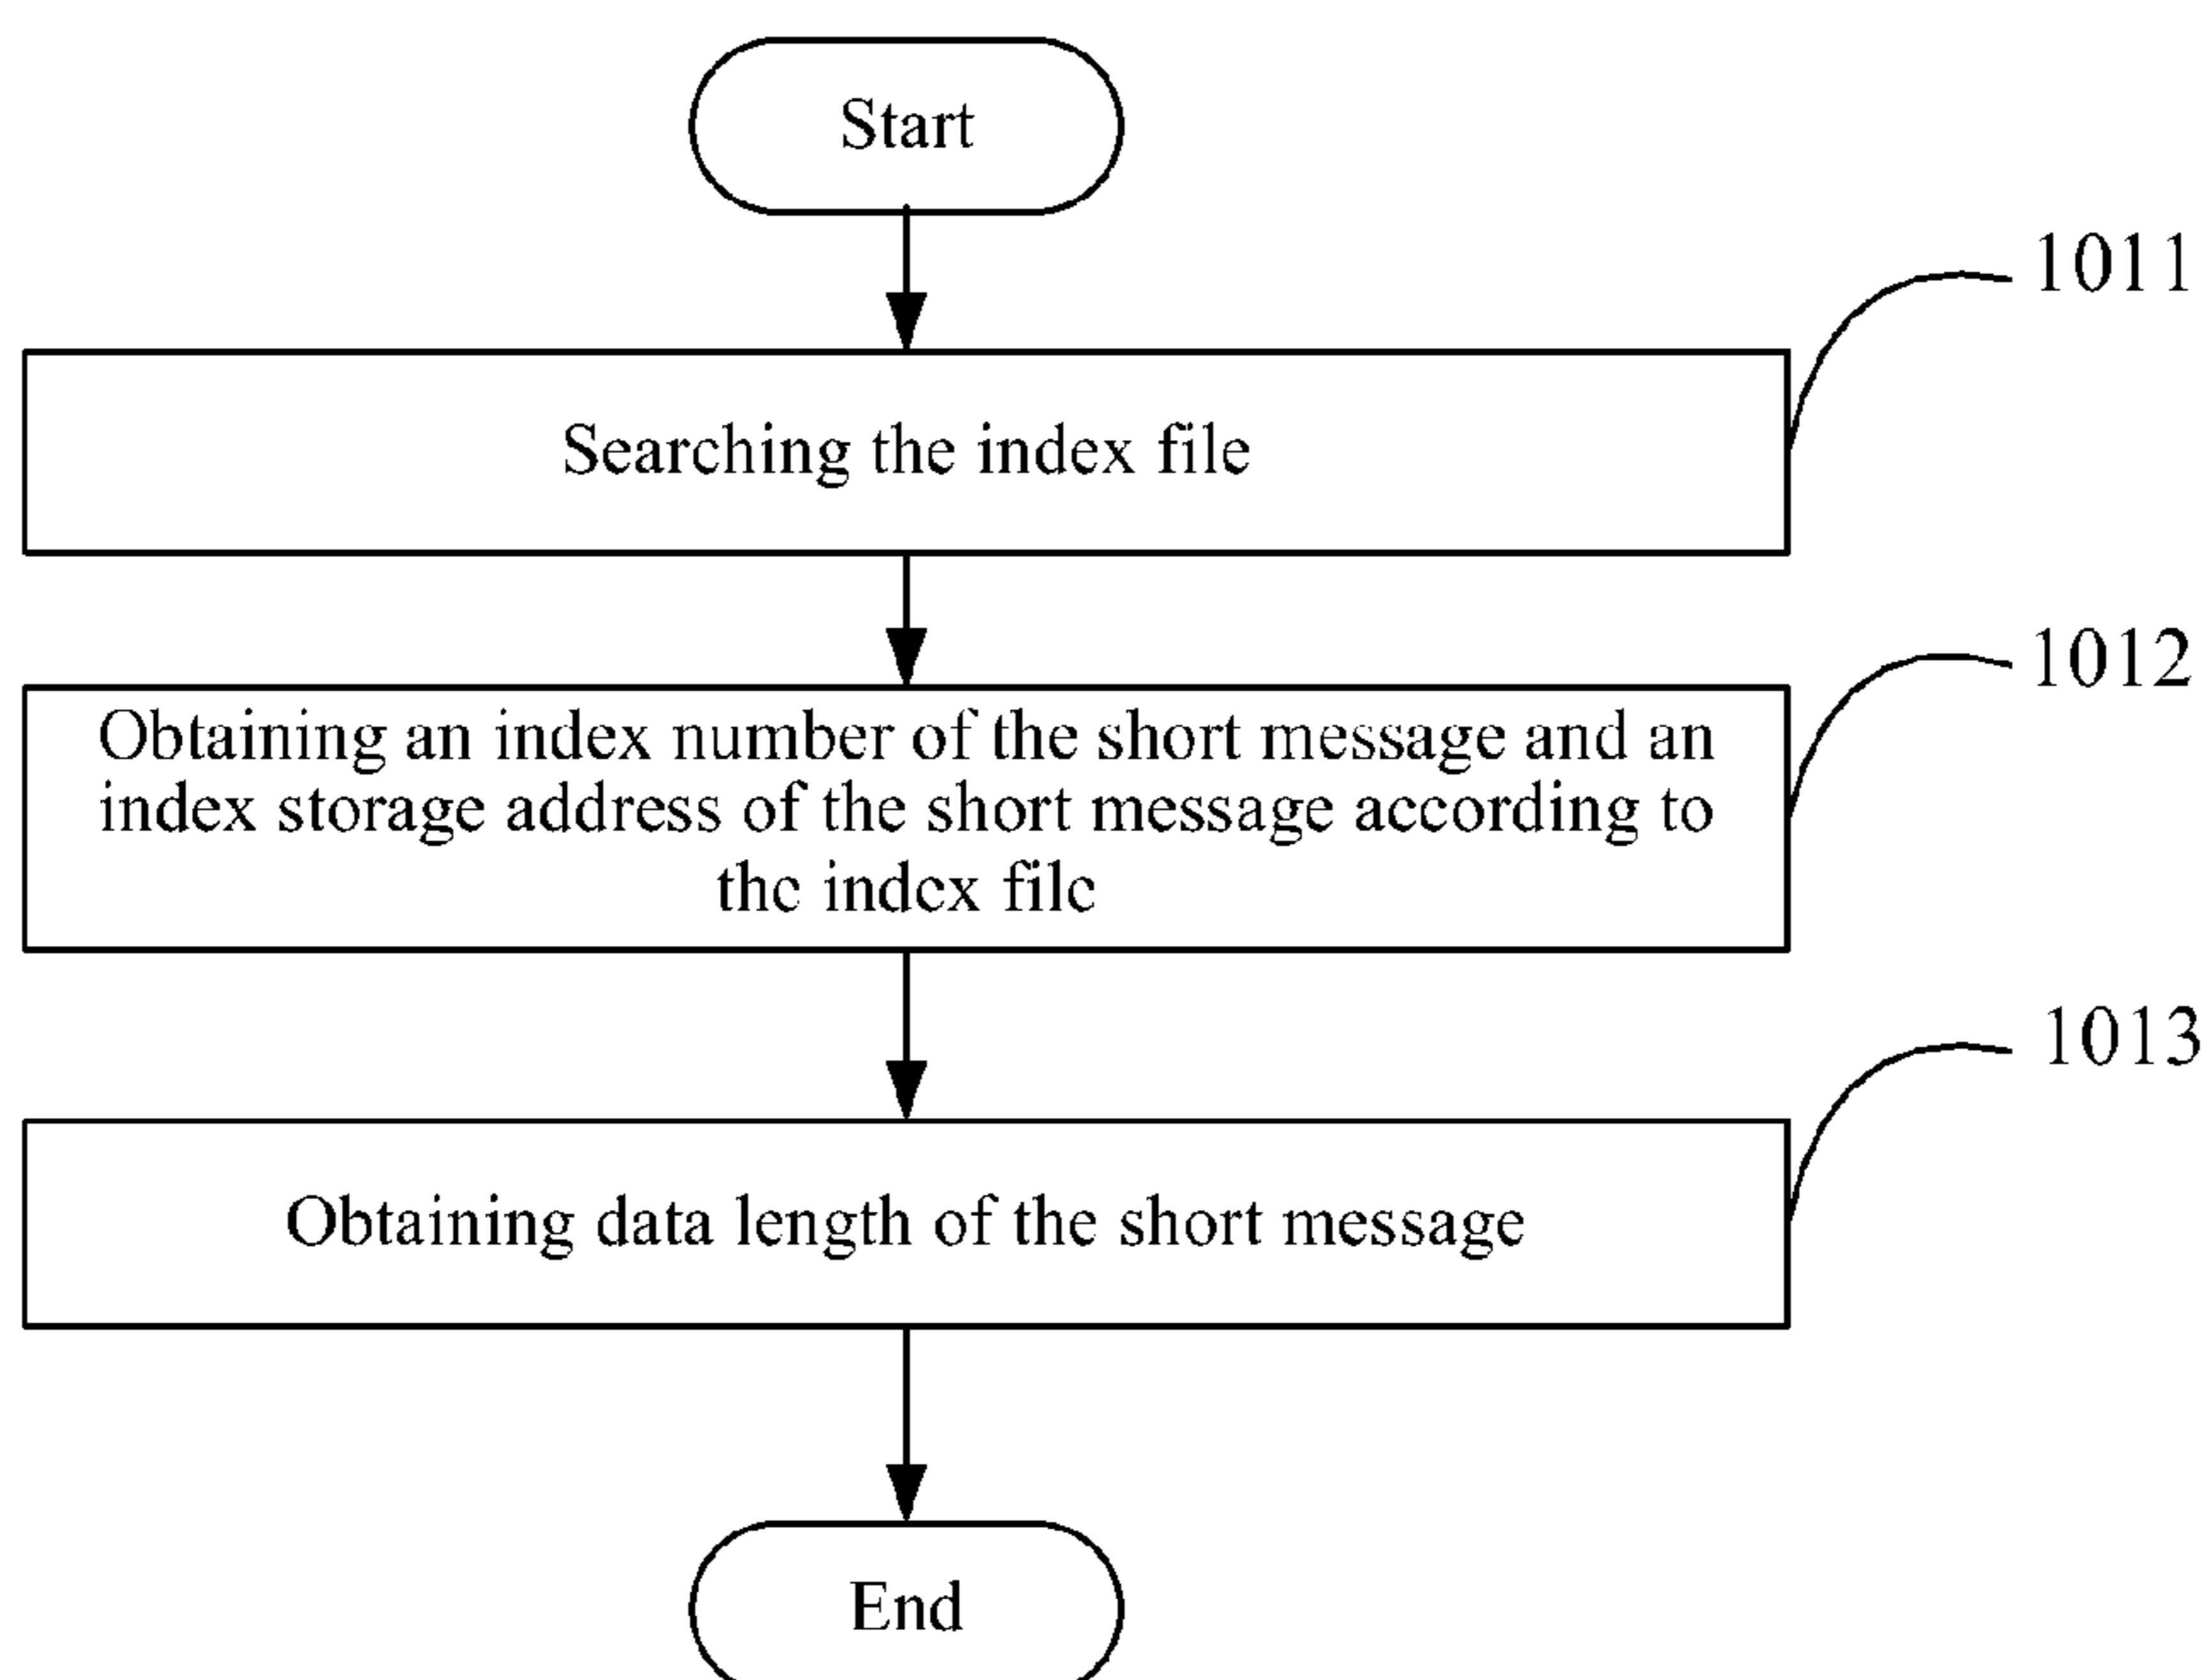 Start
1011
Searching the index file
1012
Obtaining an index number of the short message and an
index storage address of the short message according to
the index file
1013
Obtaining data length of the short message
End